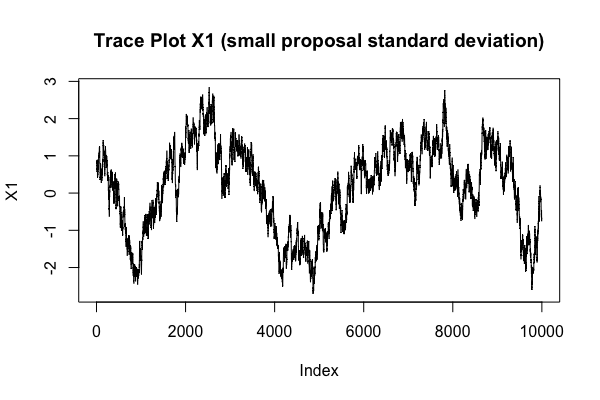 Trace Plot X1 (small proposal standard deviation)
3
2
1
0
-1
-2
X1
0 2000 4000 6000 8000 10000
Index